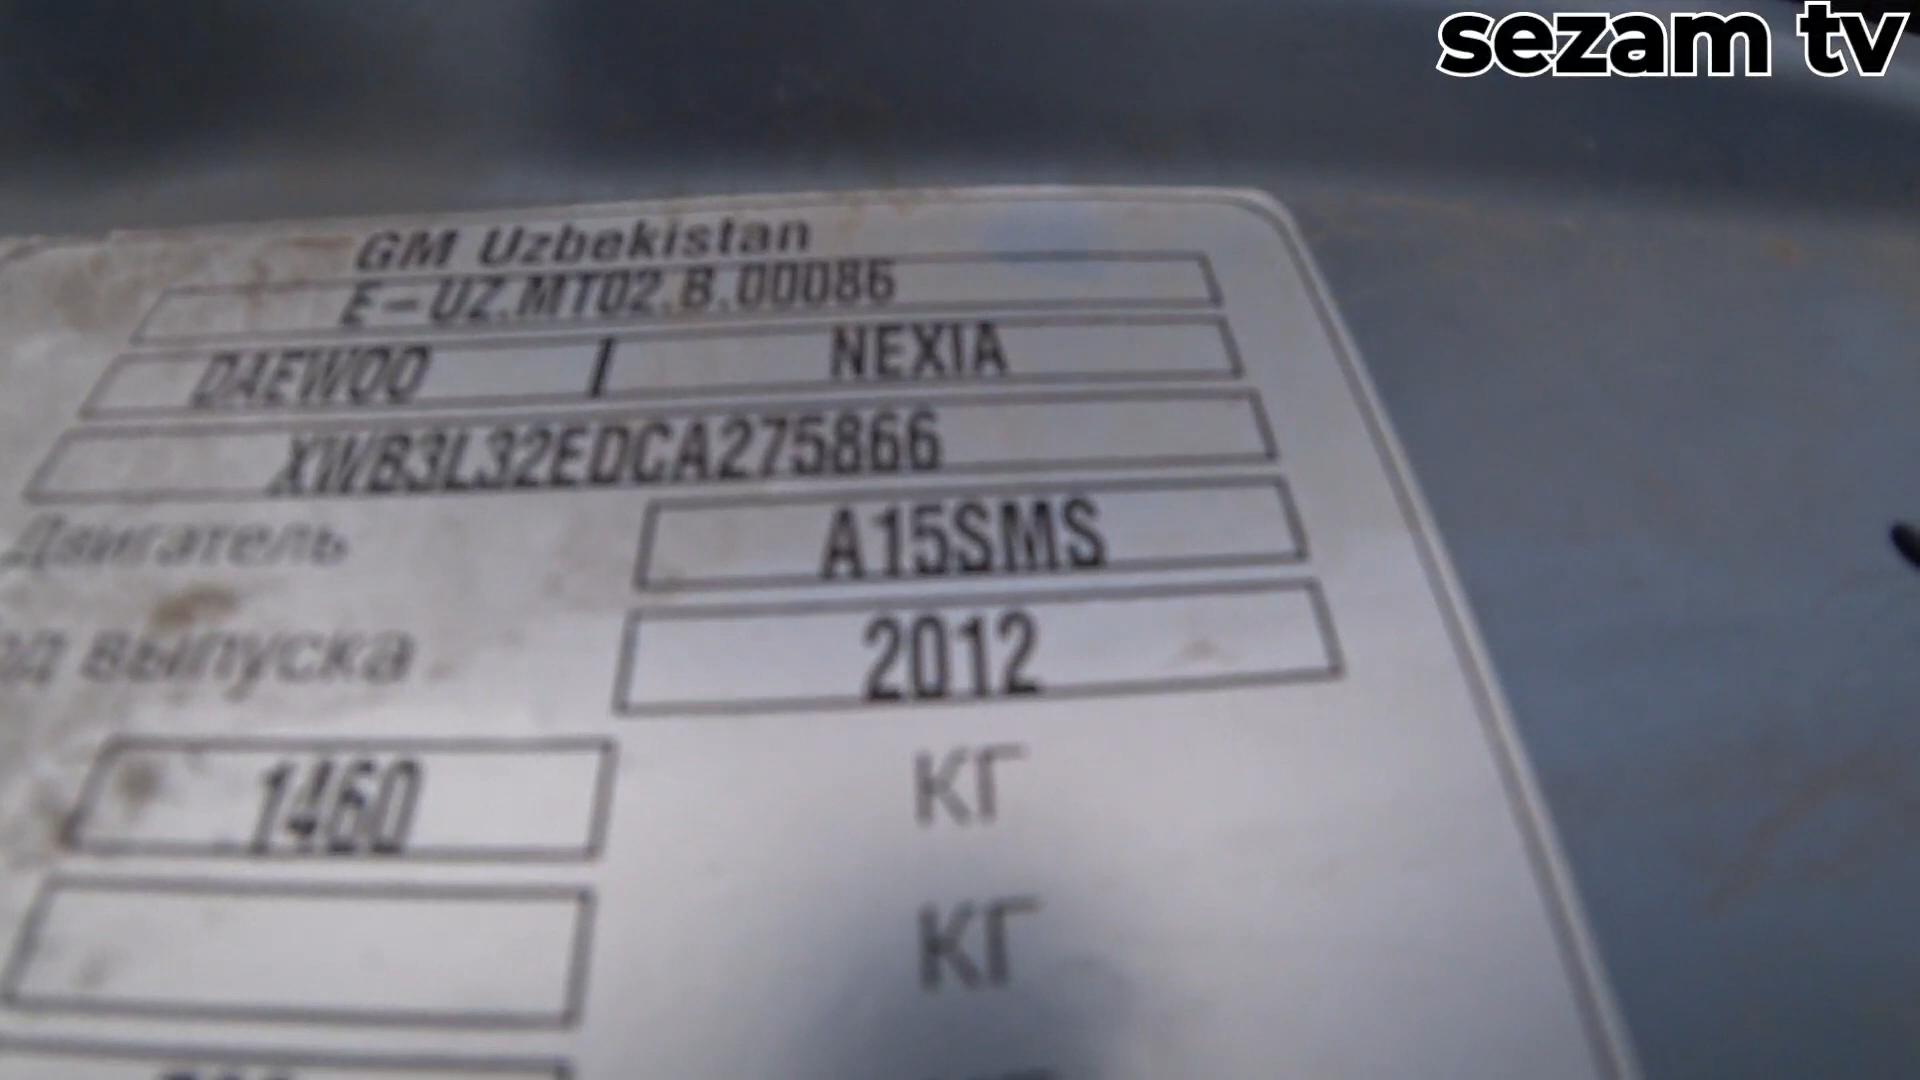 sezam tv
GM Uzbekistan
E-UZ.MT02.B.00086
DAEWOO / NEXIA
XWB3L32EDCA275866
Двигатель A15SMS
од выпуска 2012
1460 КГ
КГ